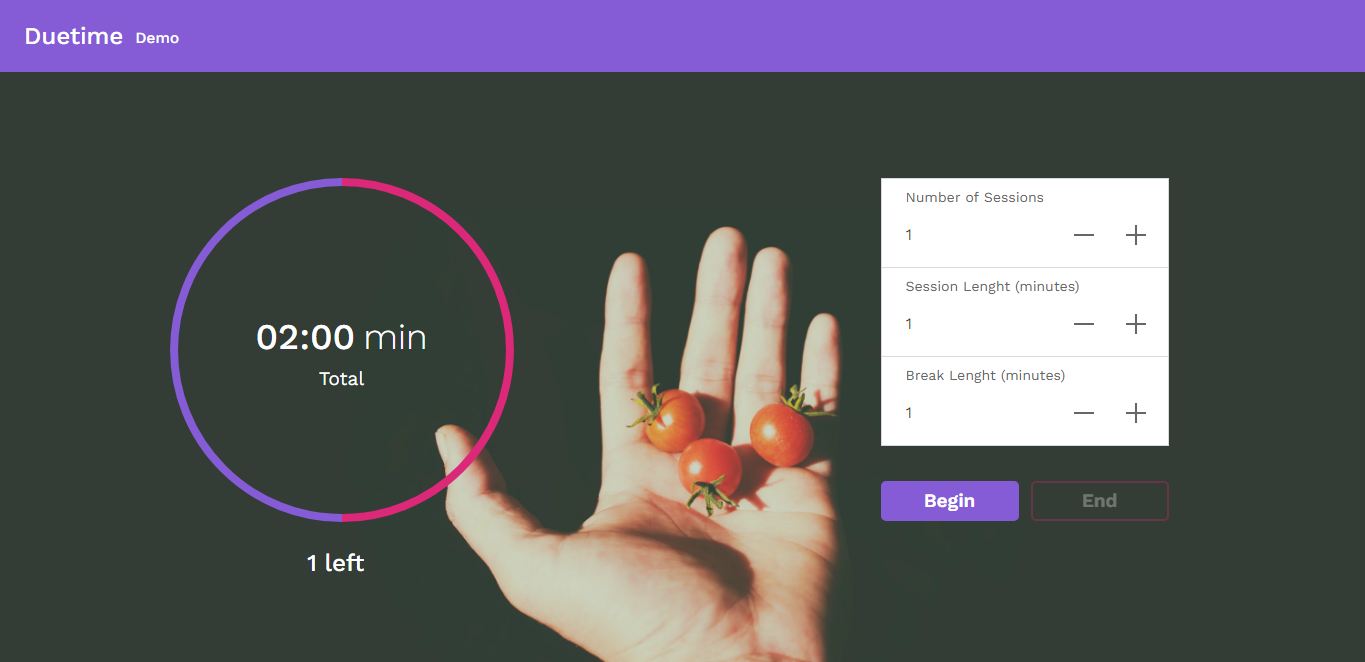 Duetime Demo
02:00 min
Total
1 left
Number of Sessions
1
Session Lenght (minutes)
1
Break Lenght (minutes)
1
Begin
End